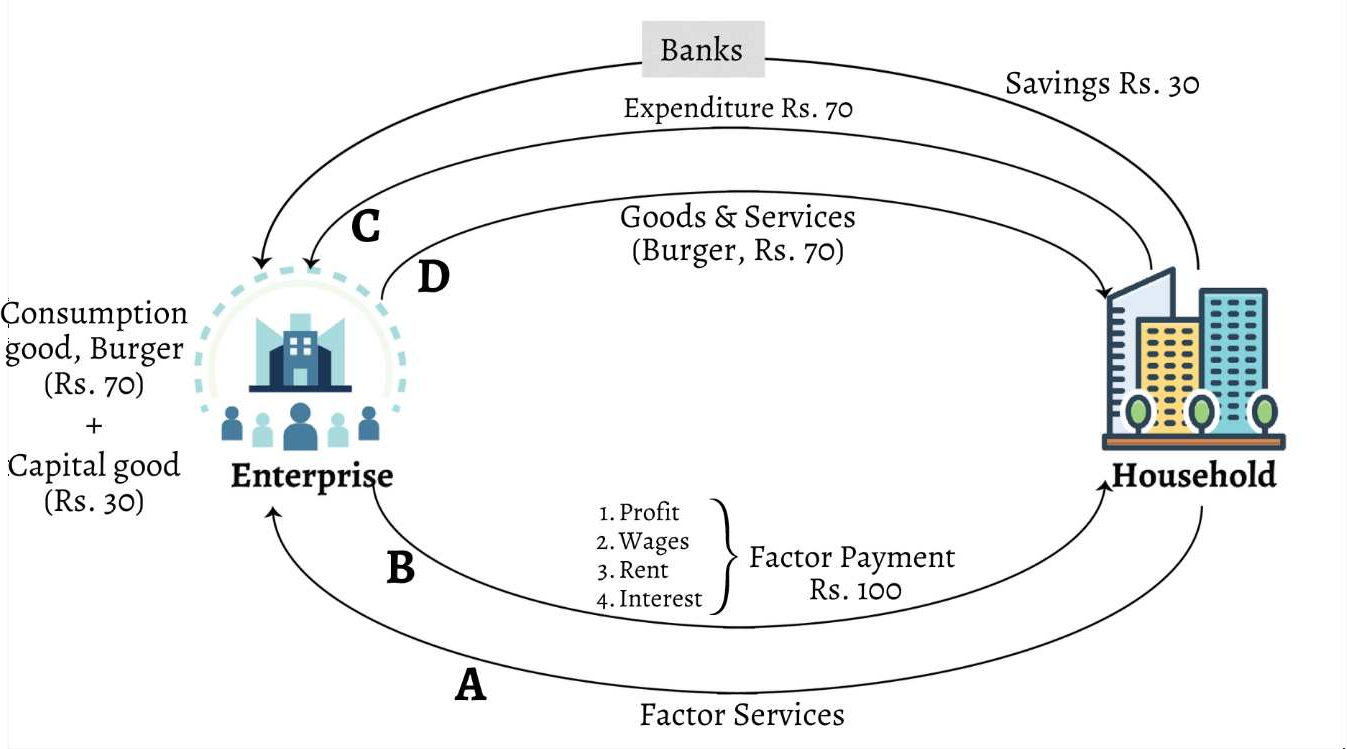 Banks
Savings Rs. 30
Expenditure Rs. 70
C
Goods & Services
(Burger, Rs. 70)
D
Consumption
good, Burger
(Rs. 70)
+
Capital good
(Rs. 30)
Enterprise
Household
1. Profit
2. Wages
3. Rent
4. Interest
Factor Payment
Rs. 100
B
A
Factor Services